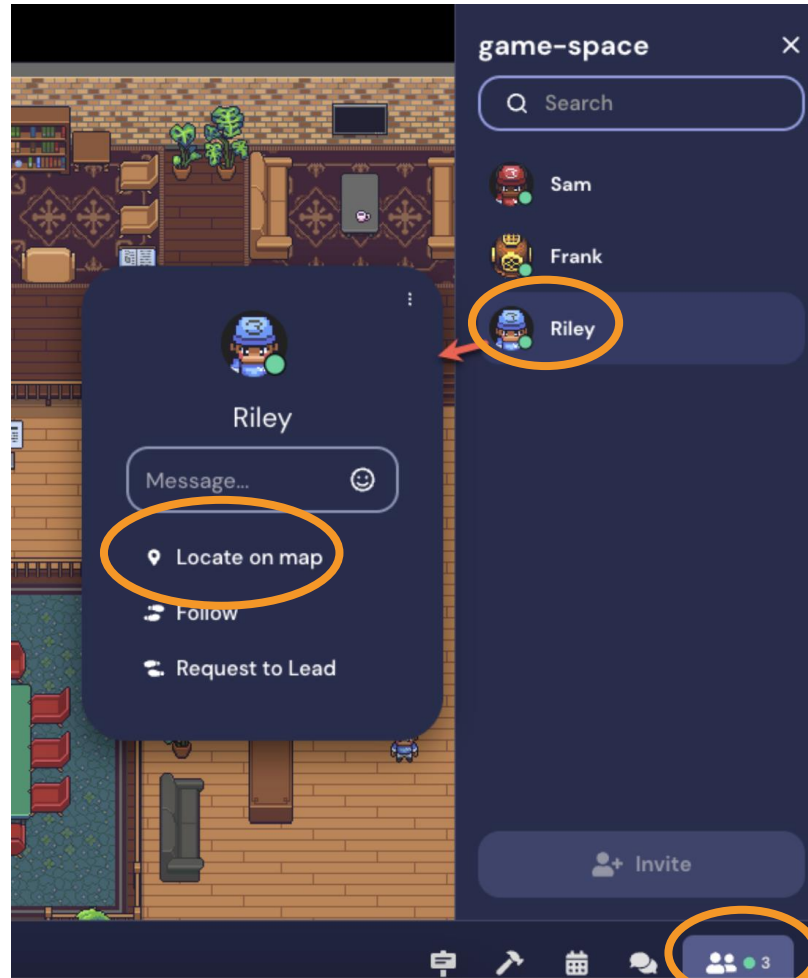 game-space
Search
Sam
Frank
Riley
Riley
Message...
Locate on map
Follow
Request to Lead
Invite
3